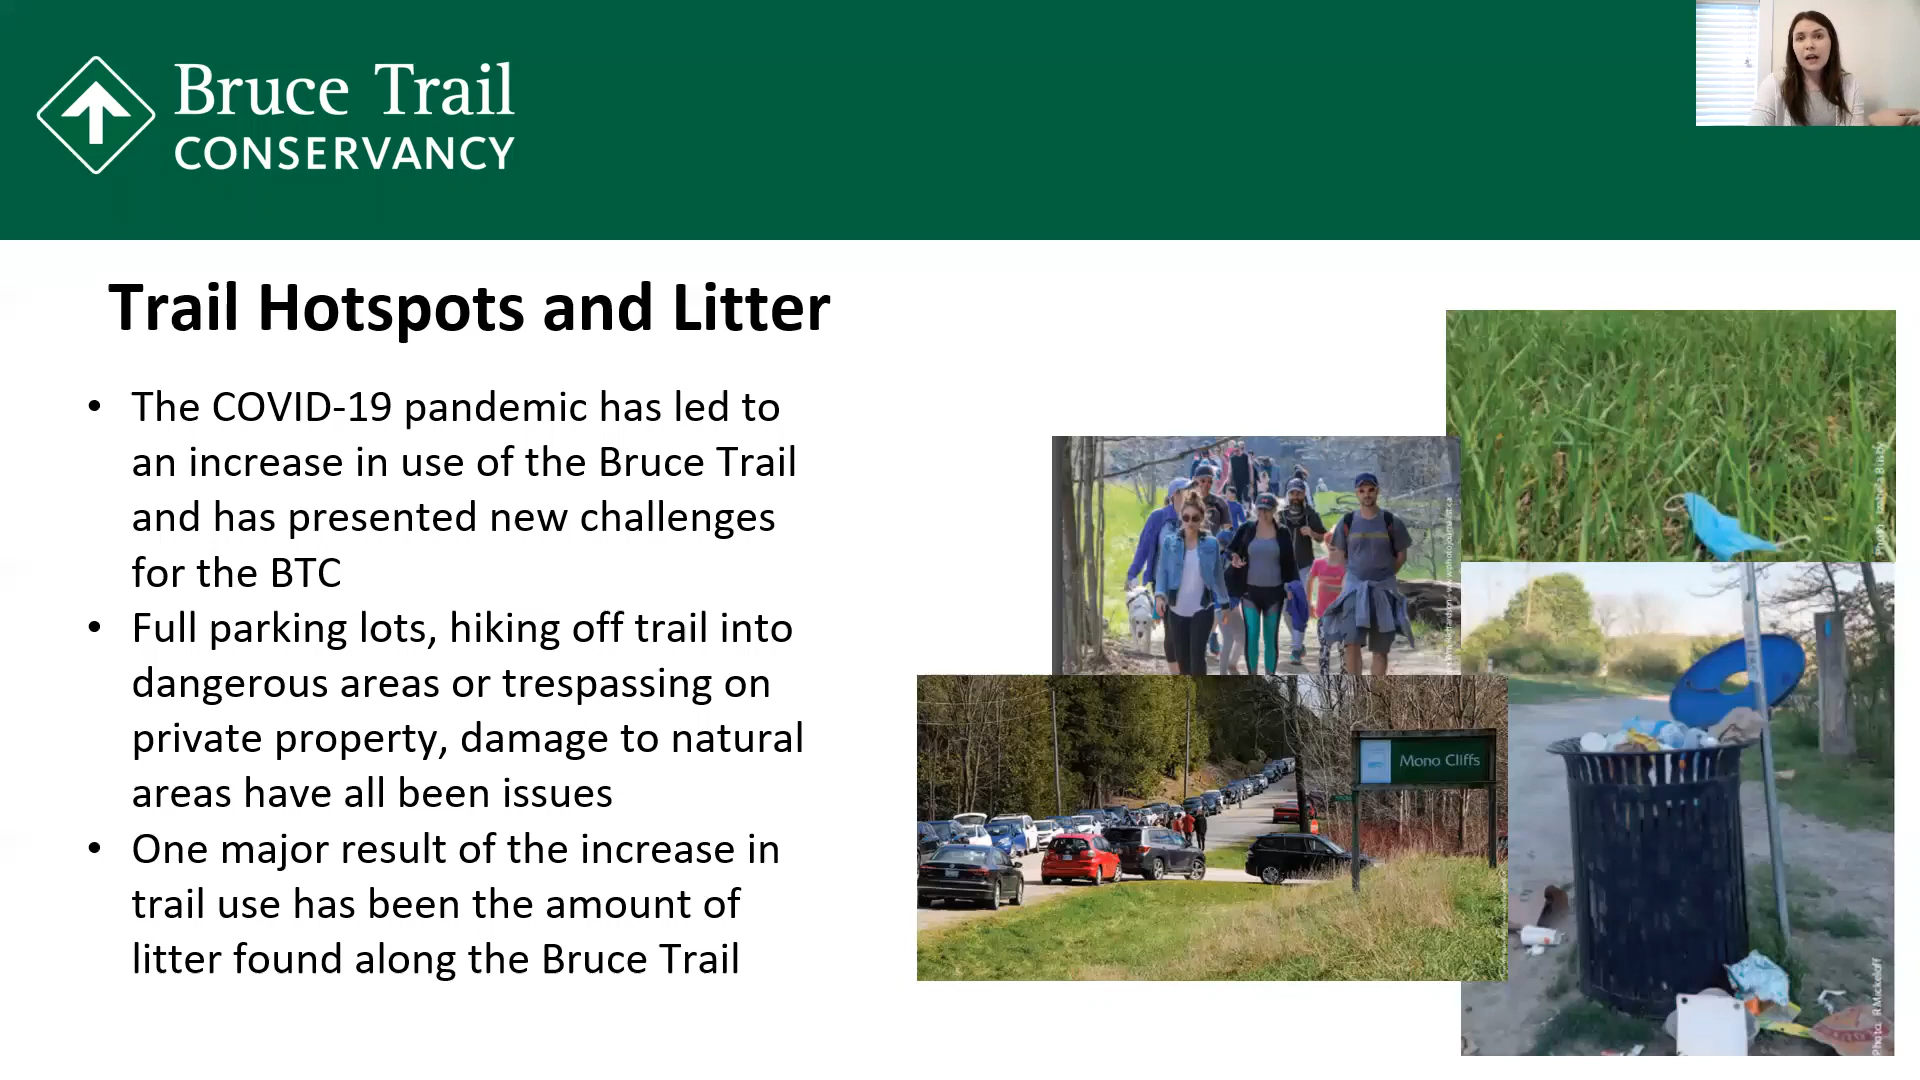 Bruce Trail
CONSERVANCY
Trail Hotspots and Litter
• The COVID-19 pandemic has led to
an increase in use of the Bruce Trail
and has presented new challenges
for the BTC
• Full parking lots, hiking off trail into
dangerous areas or trespassing on
private property, damage to natural
areas have all been issues
• One major result of the increase in
trail use has been the amount of
litter found along the Bruce Trail
Mono Cliffs
Photo: R Mickeloff